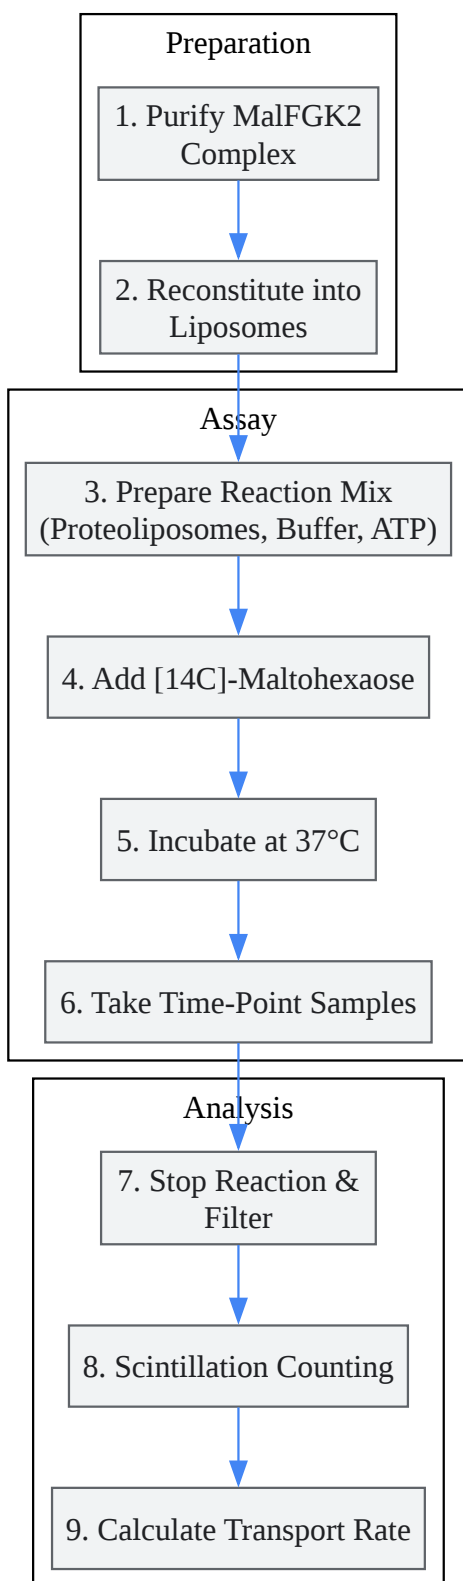 Preparation
1. Purify MalFGK2
Complex
2. Reconstitute into
Liposomes
Assay
3. Prepare Reaction Mix
(Proteoliposomes, Buffer, ATP)
4. Add [14C]-Maltohexaose
5. Incubate at 37°C
6. Take Time-Point Samples
Analysis
7. Stop Reaction &
Filter
8. Scintillation Counting
9. Calculate Transport Rate